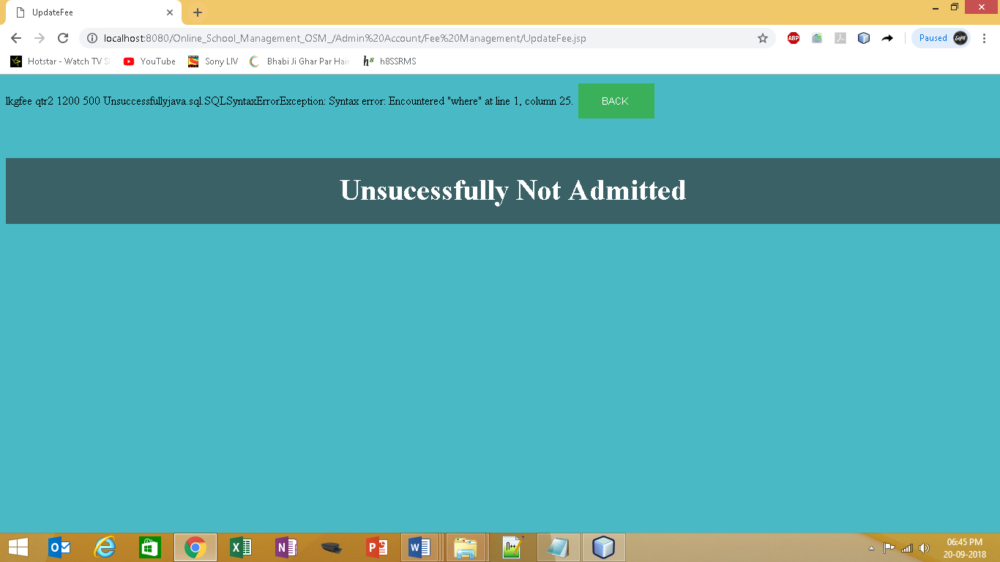 UpdateFee
localhost:8080/Online_School_Management_OSM_/Admin%20Account/Fee%20Management/UpdateFee.jsp
ABP
Paused
Hotstar - Watch TV S
YouTube
Sony LIV
Bhabi Ji Ghar Par Hain
h8SSRMS
lkgfee qtr2 1200 500 Unsuccessfullyjava.sql.SQLSyntaxErrorException: Syntax error: Encountered "where" at line 1, column 25.
BACK
Unsucessfully Not Admitted
06:45 PM
20-09-2018